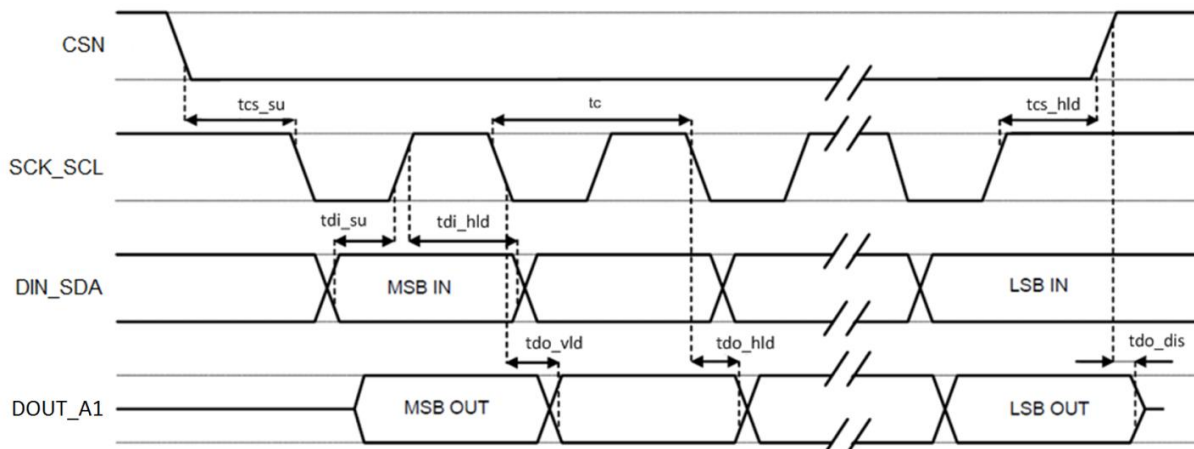 CSN
tcs_su
tc
tcs_hld
SCK_SCL
tdi_su
tdi_hld
DIN_SDA
MSB IN
LSB IN
tdo_vld
tdo_hld
tdo_dis
DOUT_A1
MSB OUT
LSB OUT